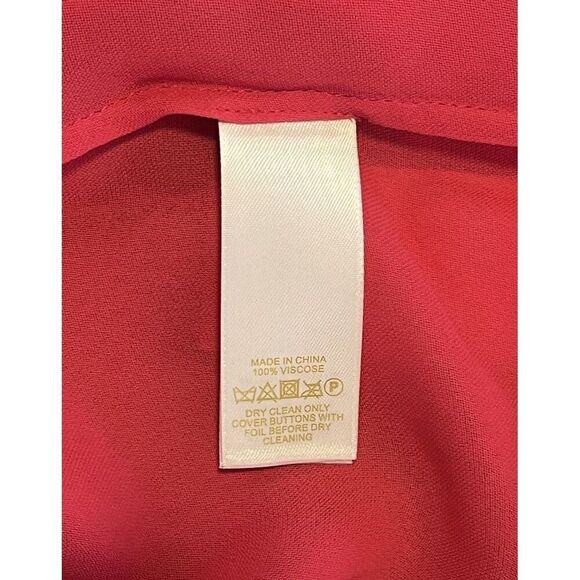 MADE IN CHINA
100% VISCOSE
P
DRY CLEAN ONLY
COVER BUTTONS WITH
FOIL BEFORE DRY
CLEANING